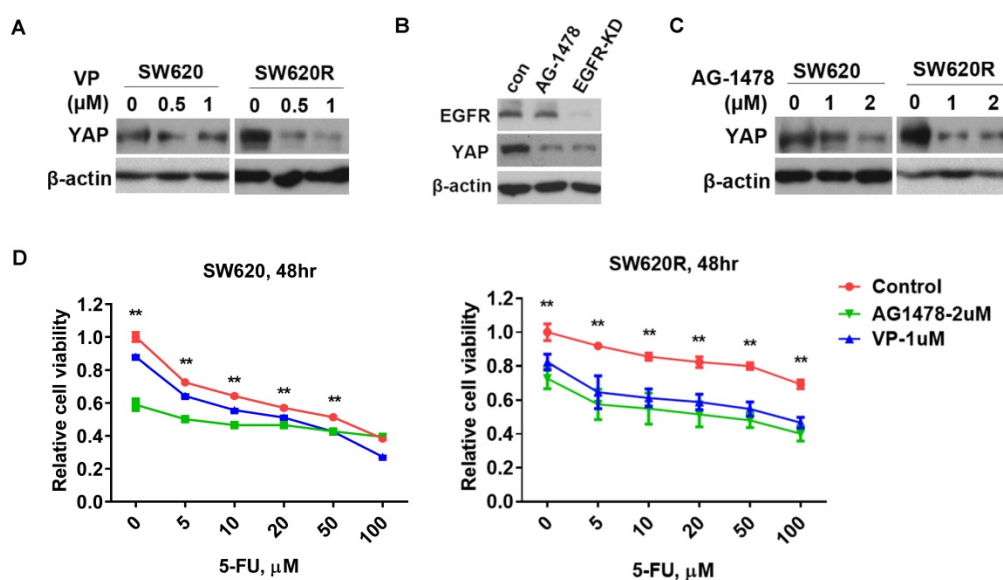 A
VP
(μM)
SW620 SW620R
0 0.5 1 0 0.5 1
YAP
β-actin
B
con AG-1478 EGFR-KD
EGFR
YAP
β-actin
C
AG-1478
(μM)
SW620 SW620R
0 1 2 0 1 2
YAP
β-actin
D
SW620, 48hr
Relative cell viability
1.2
1.0
0.8
0.6
0.4
0.2
0.0
** ** ** ** **
0 5 10 20 50 100
5-FU, μM
SW620R, 48hr
Relative cell viability
1.2
1.0
0.8
0.6
0.4
0.2
0.0
** ** ** ** ** **
0 5 10 20 50 100
5-FU, μM
Control
AG1478-2uM
VP-1uM